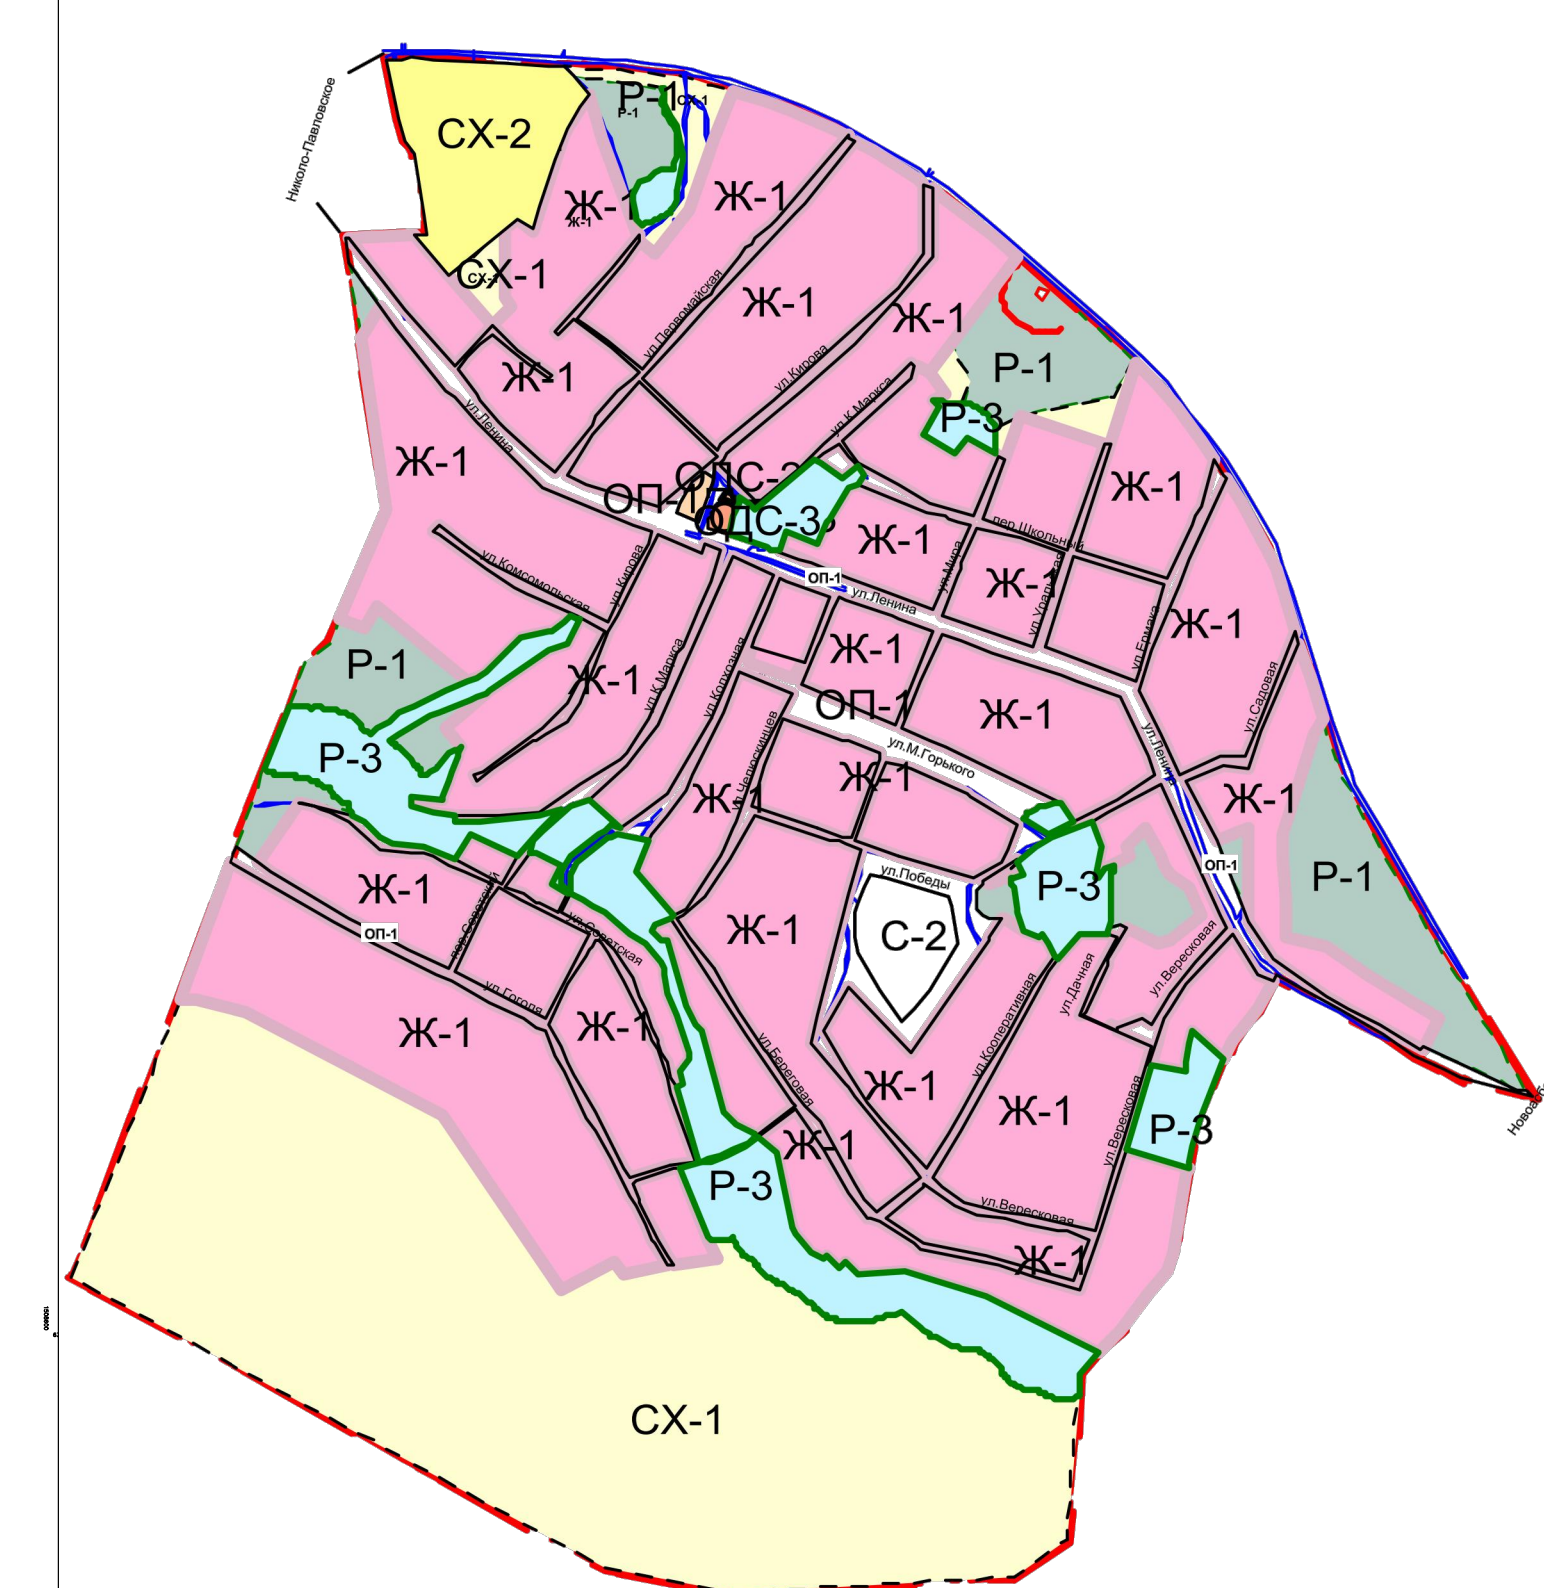 Николо-Павловское
СХ-2
Р-1
СХ-1
Р-1
Ж-1
Ж-1
Ж-1
СХ-1
Ж-1
Ж-1
ул.Первомайская
Р-1
Ж-1
ул.Кирова
ул.К.Маркса
Р-3
ул.Ленина
Ж-1
Ж-1
ОП-1
ОДС-3
пер.Школьный
Ж-1
ул.Мира
Ж-1
ул.Уральская
ОП-1
ул.Ленина
ул.Комсомольская
ул.Кирова
Ж-1
ул.Ермака
Р-1
Ж-1
ул.К.Маркса
ул.Колхозная
Ж-1
ОП-1
Ж-1
ул.Садовая
Р-3
ул.Челюскинцев
ул.М.Горького
ул.Ленина
Ж-1
Ж-1
Ж-1
Ж-1
ул.Победы
Р-3
ОП-1
Р-1
ОП-1
пер.Советский
ул.Советская
Ж-1
С-2
ул.Вересковая
ул.Дачная
ул.Гоголя
Ж-1
Ж-1
ул.Кооперативная
ул.Береговая
Ж-1
Ж-1
ул.Вересковая
Р-3
Ж-1
Р-3
ул.Вересковая
Ж-1
СХ-1